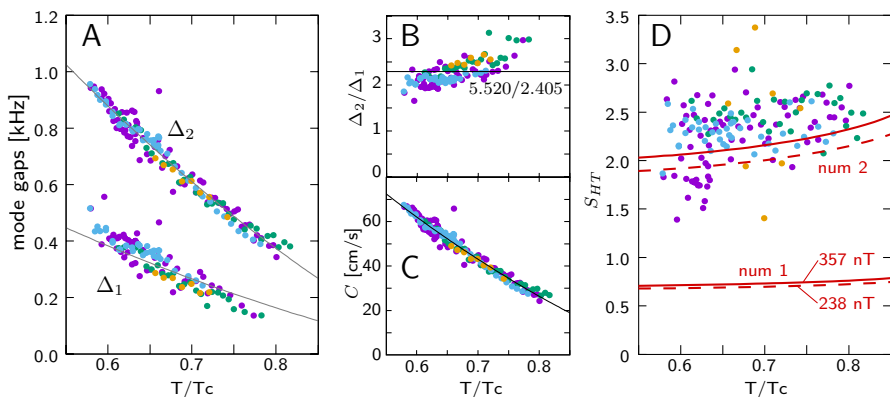 A
mode gaps [kHz]
1.2
1.0
0.8
0.6
0.4
0.2
0.0
Δ2
Δ1
0.6
0.7
0.8
T/Tc
B
Δ2/Δ1
3
2
1
0
5.520/2.405
C
C [cm/s]
60
40
20
0
0.6
0.7
0.8
T/Tc
D
S_HT
3.5
3.0
2.5
2.0
1.5
1.0
0.5
0.0
num 2
num 1
357 nT
238 nT
0.6
0.7
0.8
T/Tc